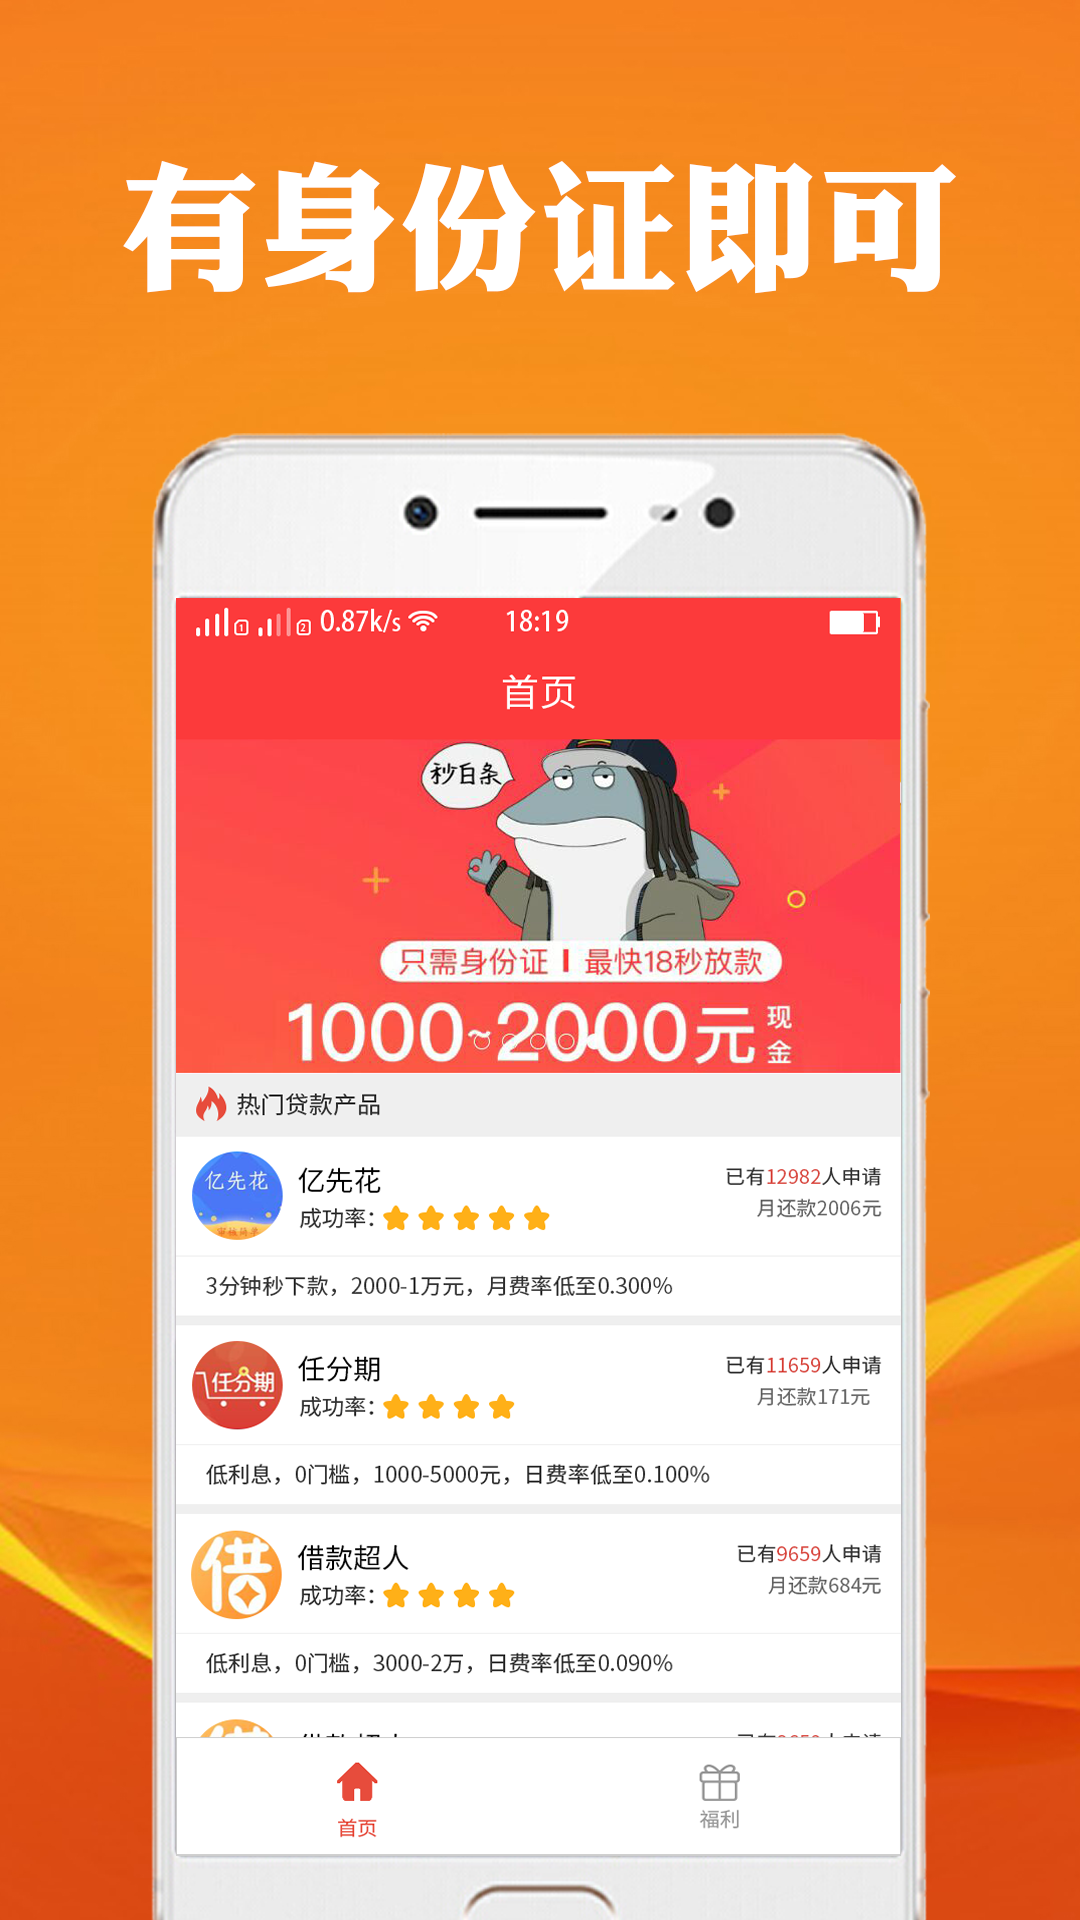 有身份证即可
1 2 0.87k/s 18:19
首页
秒白条
只需身份证 最快18秒放款
1000~2000元现金
热门贷款产品
亿先花
亿先花
已有12982人申请
成功率：
月还款2006元
3分钟秒下款，2000-1万元，月费率低至0.300%
任分期
任分期
已有11659人申请
成功率：
月还款171元
低利息，0门槛，1000-5000元，日费率低至0.100%
借
借款超人
已有9659人申请
成功率：
月还款684元
低利息，0门槛，3000-2万，日费率低至0.090%
首页
福利